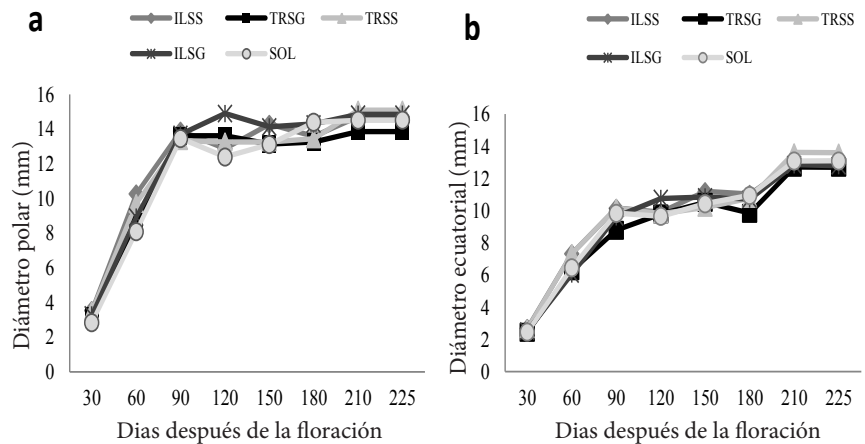 a
ILSS TRSG TRSS
ILSG SOL
Diámetro polar (mm)
16
14
12
10
8
6
4
2
0
30 60 90 120 150 180 210 225
Dias después de la floración
b
ILSS TRSG TRSS
ILSG SOL
Diámetro ecuatorial (mm)
16
14
12
10
8
6
4
2
0
30 60 90 120 150 180 210 225
Dias después de la floración